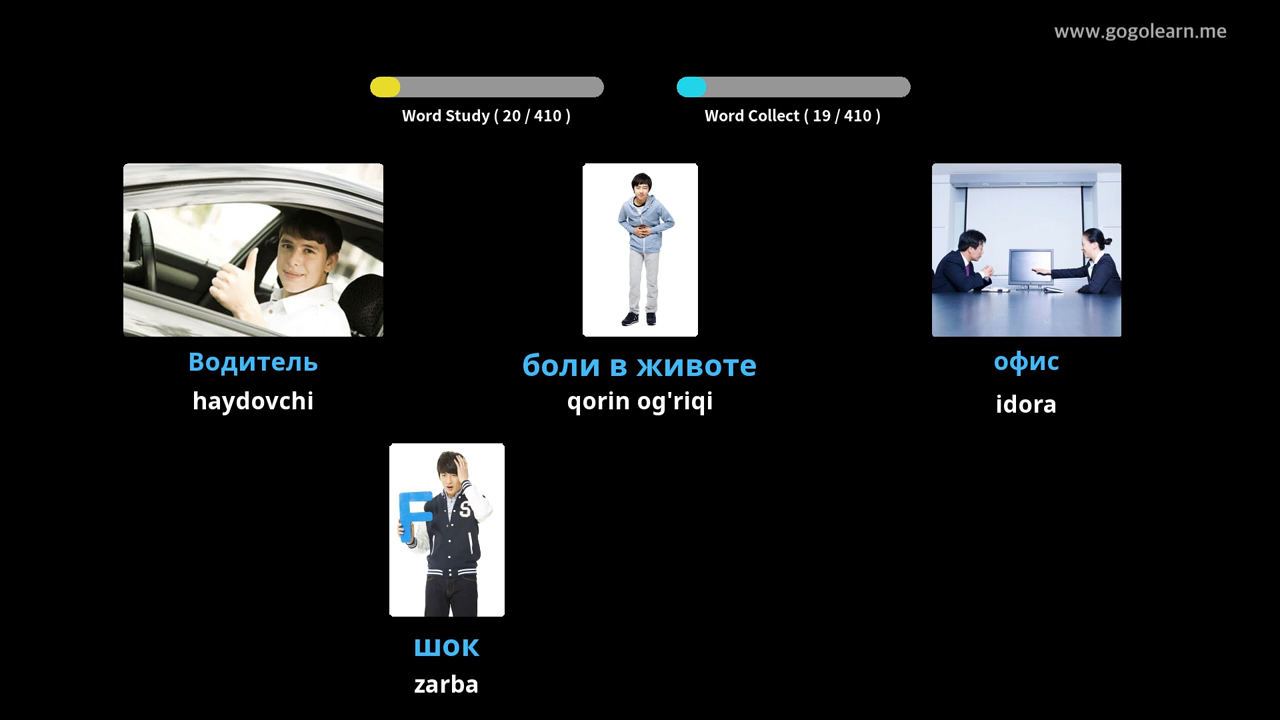 www.gogolearn.me
Word Study ( 20 / 410 )
Word Collect ( 19 / 410 )
Водитель
haydovchi
боли в животе
qorin og'riqi
офис
idora
F
S
шок
zarba